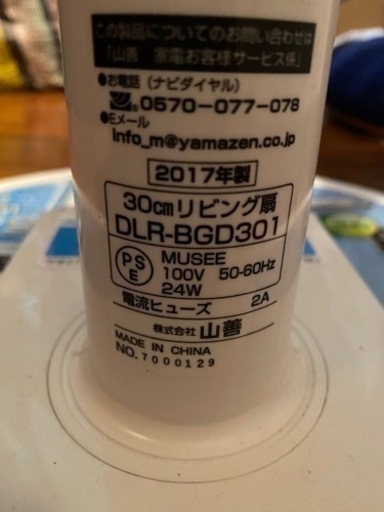 この製品についてのお問い合わせは
「山善 家電お客様サービス係」
●お電話(ナビダイヤル)
0570-077-078
●Eメール
info_m@yamazen.co.jp
2017年製
30cmリビング扇
DLR-BGD301
PSE MUSEE
100V 50-60Hz
24W
電流ヒューズ 2A
株式会社 山善
MADE IN CHINA
NO. 7000129